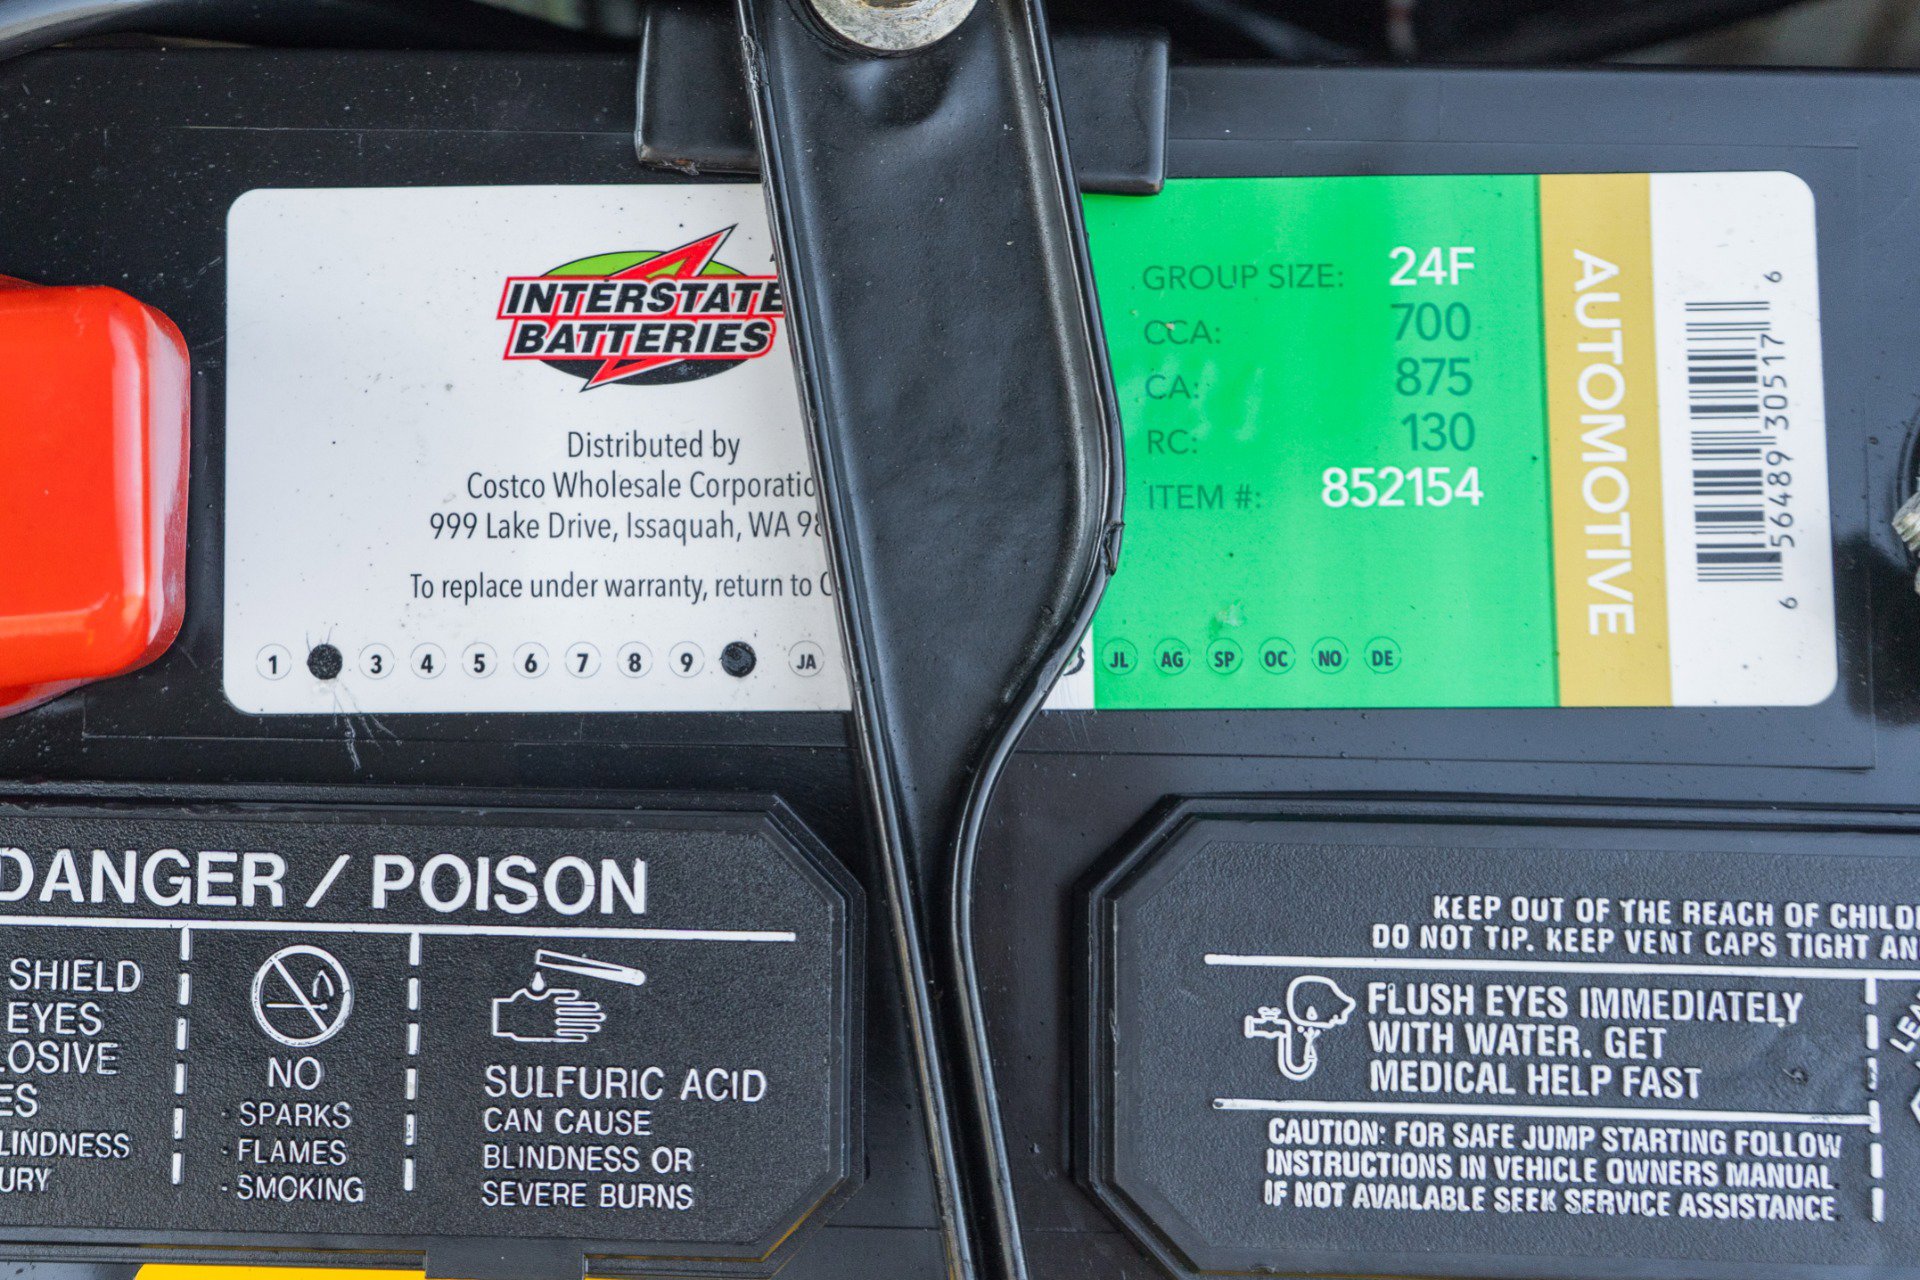 INTERSTATE
BATTERIES
Distributed by
Costco Wholesale Corporatio
999 Lake Drive, Issaquah, WA 98
To replace under warranty, return to C
1 3 4 5 6 7 8 9 JA
GROUP SIZE: 24F
CCA: 700
CA: 875
RC: 130
ITEM #: 852154
JL AG SP OC NO DE
AUTOMOTIVE
6 56489 30517 6
DANGER / POISON
SHIELD
EYES
LOSIVE
ES
LINDNESS
URY
NO
· SPARKS
· FLAMES
· SMOKING
SULFURIC ACID
CAN CAUSE
BLINDNESS OR
SEVERE BURNS
KEEP OUT OF THE REACH OF CHILD
DO NOT TIP. KEEP VENT CAPS TIGHT AN
FLUSH EYES IMMEDIATELY
WITH WATER. GET
MEDICAL HELP FAST
CAUTION: FOR SAFE JUMP STARTING FOLLOW
INSTRUCTIONS IN VEHICLE OWNERS MANUAL
IF NOT AVAILABLE SEEK SERVICE ASSISTANCE
LEA